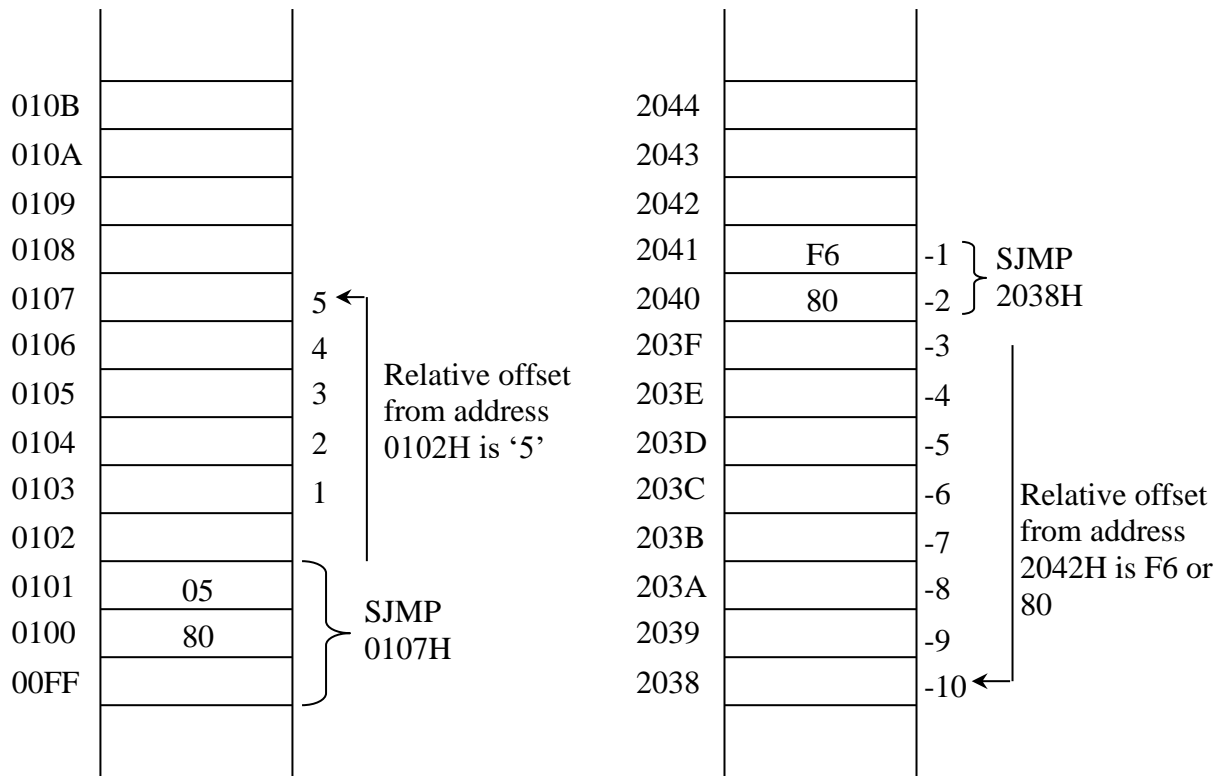 010B
010A
0109
0108
0107
5
0106
4
0105
3
0104
2
0103
1
0102
0101
05
0100
80
00FF
Relative offset
from address
0102H is ‘5’
SJMP
0107H
2044
2043
2042
2041
F6
-1
2040
80
-2
203F
-3
203E
-4
203D
-5
203C
-6
203B
-7
203A
-8
2039
-9
2038
-10
SJMP
2038H
Relative offset
from address
2042H is F6 or
80